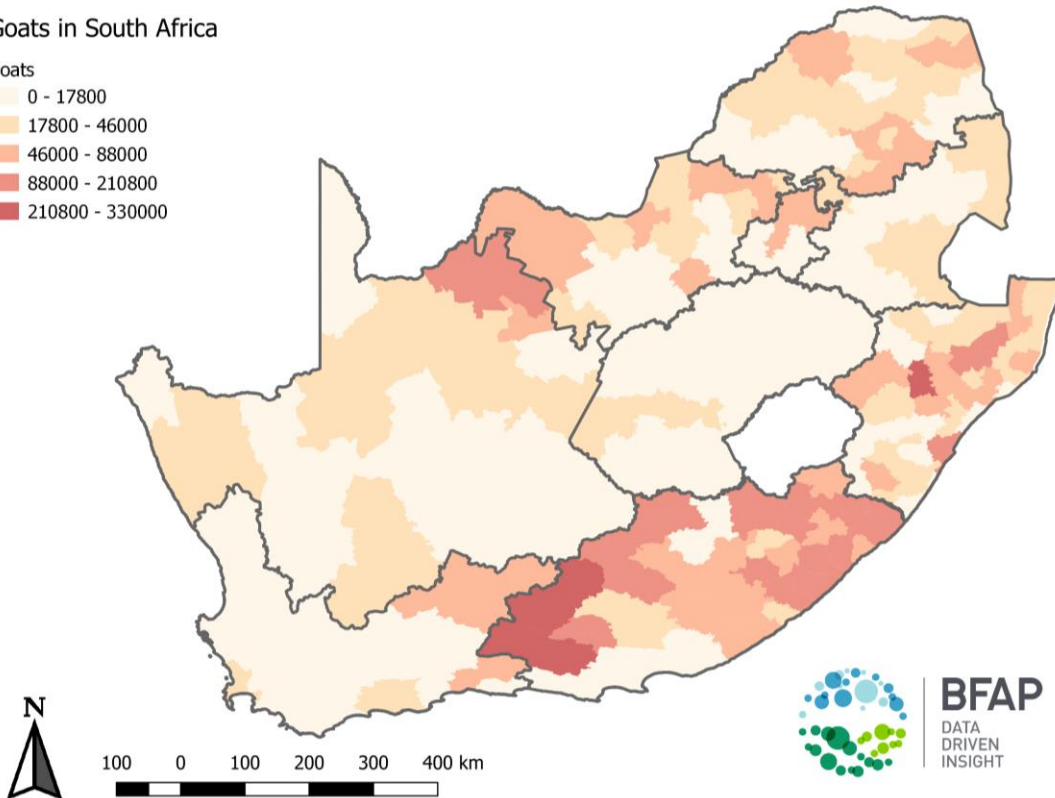 Goats in South Africa
oats
0 - 17800
17800 - 46000
46000 - 88000
88000 - 210800
210800 - 330000
N
100 0 100 200 300 400 km
BFAP
DATA
DRIVEN
INSIGHT